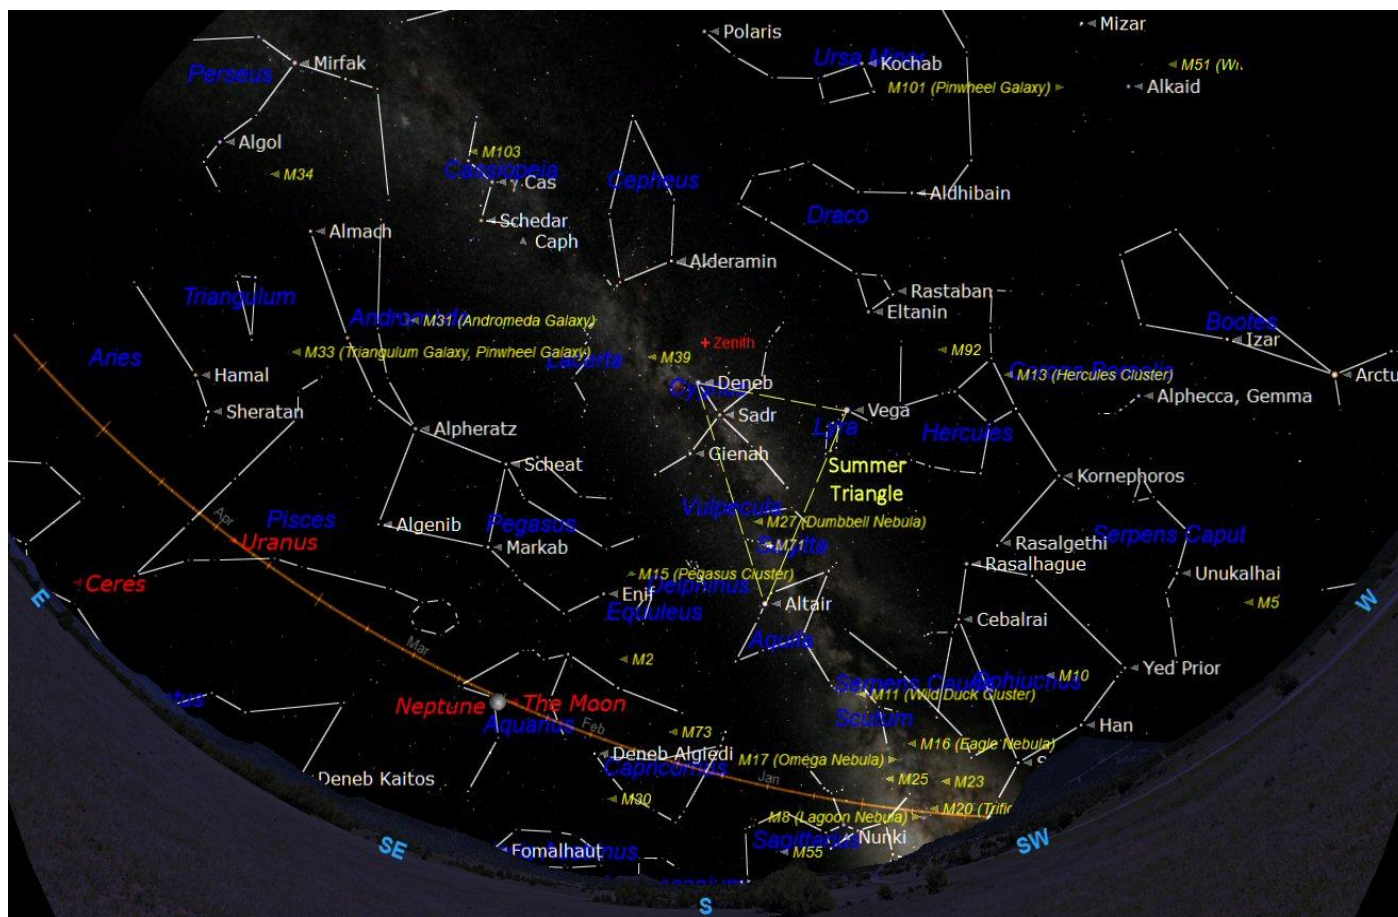 Mizar
Polaris
Ursa Minor
Kochab
Mirfak
Perseus
M51
M101 (Pinwheel Galaxy)
Alkaid
Algol
M34
M103
Cassiopeia
γ Cas
Cepheus
Aldhibain
Draco
Schedar
Caph
Almach
Alderamin
Triangulum
Rastaban
Eltanin
Andromeda
M31 (Andromeda Galaxy)
Bootes
Izar
Zenith
M92
Aries
M33 (Triangulum Galaxy, Pinwheel Galaxy)
Lacerta
M39
Hamal
Deneb
Cygnus
M13 (Hercules Cluster)
Arctu
Alphecca, Gemma
Sheratan
Sadr
Vega
Lyra
Hercules
Alpheratz
Gienah
Scheat
Summer
Triangle
Kornephoros
Vulpecula
Apr
Pisces
Algenib
Pegasus
M27 (Dumbbell Nebula)
Serpens Caput
Uranus
Markab
M71
Sagitta
Rasalgethi
Rasalhague
Ceres
M15 (Pegasus Cluster)
Delphinus
Unukalhai
E
Enif
Equuleus
Altair
M5
W
Cebalrai
Aquila
Mar
M2
Yed Prior
Serpens Cauda
Ophiuchus
M10
M11 (Wild Duck Cluster)
Neptune
The Moon
Aquarius
Feb
Scutum
Han
M73
M16 (Eagle Nebula)
Deneb Algiedi
M17 (Omega Nebula)
Capricornus
Deneb Kaitos
Jan
M25
M23
M30
M20
M8 (Lagoon Nebula)
Sagittarius
Nunki
SE
SW
Fomalhaut
M55
S